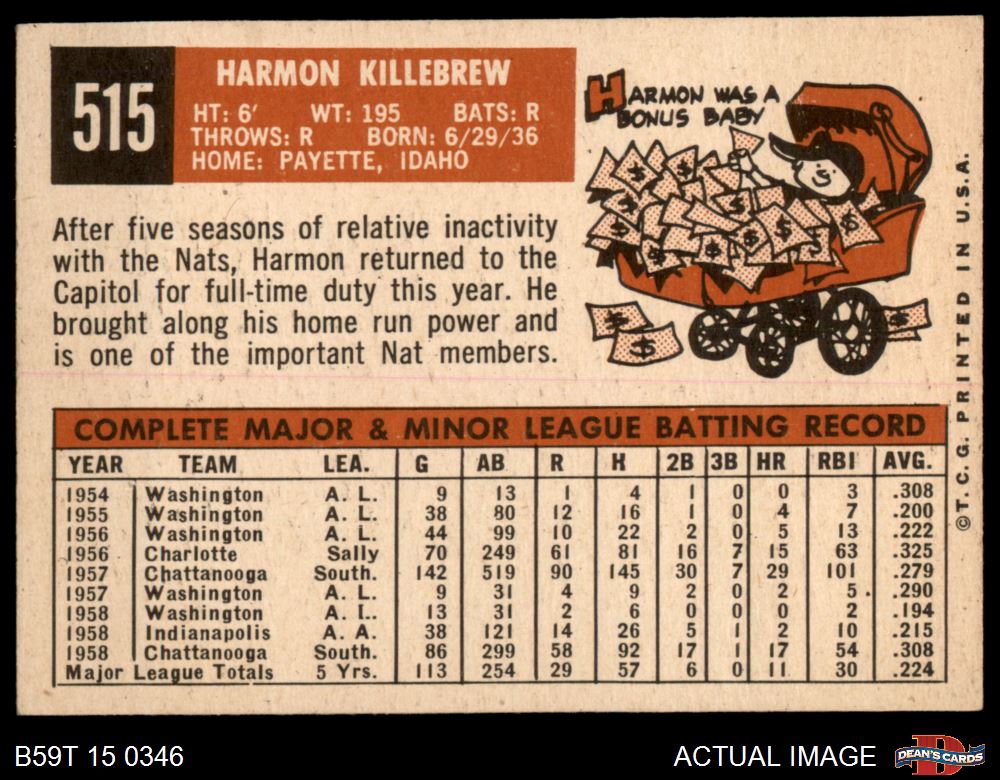 515
HARMON KILLEBREW
HT: 6' WT: 195 BATS: R
THROWS: R BORN: 6/29/36
HOME: PAYETTE, IDAHO
HARMON WAS A
BONUS BABY
After five seasons of relative inactivity
with the Nats, Harmon returned to the
Capitol for full-time duty this year. He
brought along his home run power and
is one of the important Nat members.
COMPLETE MAJOR & MINOR LEAGUE BATTING RECORD
YEAR TEAM LEA. G AB R H 2B 3B HR RBI AVG.
1954 Washington A. L. 9 13 1 4 1 0 0 3 .308
1955 Washington A. L. 38 80 12 16 1 0 4 7 .200
1956 Washington A. L. 44 99 10 22 2 0 5 13 .222
1956 Charlotte Sally 70 249 61 81 16 7 15 63 .325
1957 Chattanooga South. 142 519 90 145 30 7 29 101 .279
1957 Washington A. L. 9 31 4 9 2 0 2 5 .290
1958 Washington A. L. 13 31 2 6 0 0 0 2 .194
1958 Indianapolis A. A. 38 121 14 26 5 1 2 10 .215
1958 Chattanooga South. 86 299 58 92 17 1 17 54 .308
Major League Totals 5 Yrs. 113 254 29 57 6 0 11 30 .224
©T. C. G. PRINTED IN U.S.A.
B59T 15 0346
ACTUAL IMAGE
DEAN'S CARDS